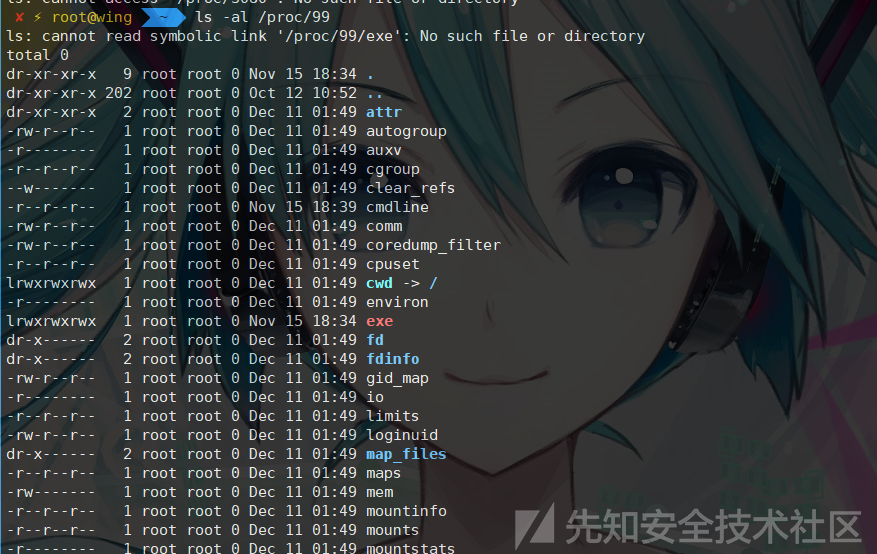 ls: cannot access '/proc/3080': No such file or directory
✘ ⚡ root@wing ~ ls -al /proc/99
ls: cannot read symbolic link '/proc/99/exe': No such file or directory
total 0
dr-xr-xr-x   9 root root 0 Nov 15 18:34 .
dr-xr-xr-x 202 root root 0 Oct 12 10:52 ..
dr-xr-xr-x   2 root root 0 Dec 11 01:49 attr
-rw-r--r--   1 root root 0 Dec 11 01:49 autogroup
-r--------   1 root root 0 Dec 11 01:49 auxv
-r--r--r--   1 root root 0 Dec 11 01:49 cgroup
--w-------   1 root root 0 Dec 11 01:49 clear_refs
-r--r--r--   1 root root 0 Nov 15 18:39 cmdline
-rw-r--r--   1 root root 0 Dec 11 01:49 comm
-rw-r--r--   1 root root 0 Dec 11 01:49 coredump_filter
-r--r--r--   1 root root 0 Dec 11 01:49 cpuset
lrwxrwxrwx   1 root root 0 Dec 11 01:49 cwd -> /
-r--------   1 root root 0 Dec 11 01:49 environ
lrwxrwxrwx   1 root root 0 Nov 15 18:34 exe
dr-x------   2 root root 0 Dec 11 01:49 fd
dr-x------   2 root root 0 Dec 11 01:49 fdinfo
-rw-r--r--   1 root root 0 Dec 11 01:49 gid_map
-r--------   1 root root 0 Dec 11 01:49 io
-r--r--r--   1 root root 0 Dec 11 01:49 limits
-rw-r--r--   1 root root 0 Dec 11 01:49 loginuid
dr-x------   2 root root 0 Dec 11 01:49 map_files
-r--r--r--   1 root root 0 Dec 11 01:49 maps
-rw-------   1 root root 0 Dec 11 01:49 mem
-r--r--r--   1 root root 0 Dec 11 01:49 mountinfo
-r--r--r--   1 root root 0 Dec 11 01:49 mounts
-r--------   1 root root 0 Dec 11 01:49 mountstats
先知安全技术社区